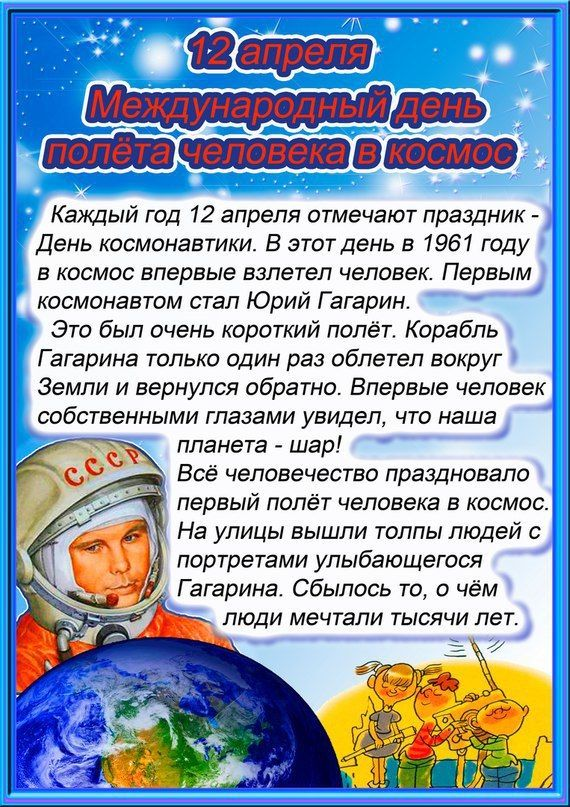 12 апреля
Международный день
полёта человека в космос
Каждый год 12 апреля отмечают праздник -
День космонавтики. В этот день в 1961 году
в космос впервые взлетел человек. Первым
космонавтом стал Юрий Гагарин.
Это был очень короткий полёт. Корабль
Гагарина только один раз облетел вокруг
Земли и вернулся обратно. Впервые человек
собственными глазами увидел, что наша
планета - шар!
Всё человечество праздновало
первый полёт человека в космос.
На улицы вышли толпы людей с
портретами улыбающегося
Гагарина. Сбылось то, о чём
люди мечтали тысячи лет.
СССР